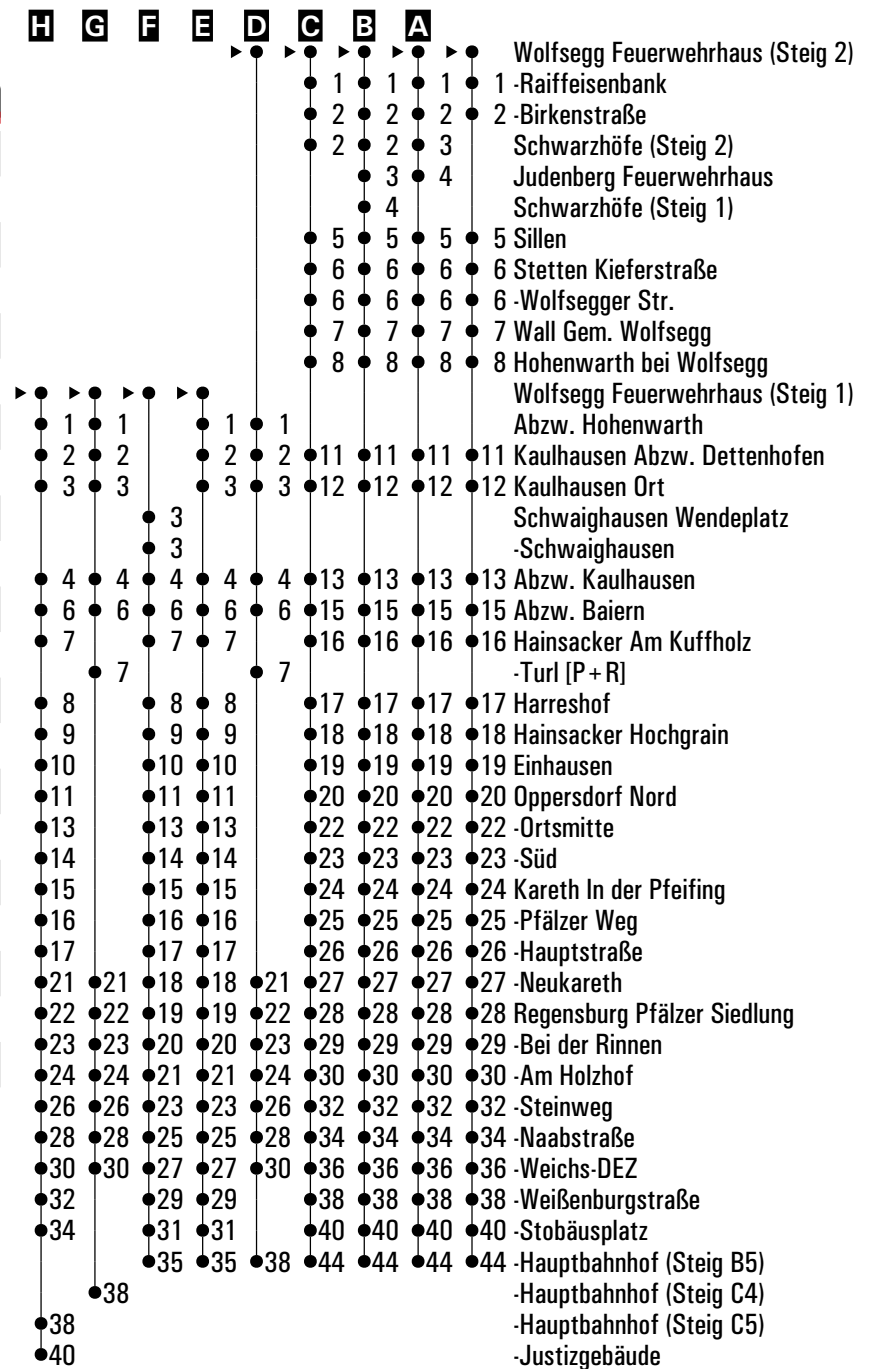 H G F E D C B A
Wolfsegg Feuerwehrhaus (Steig 2)
1 1 1 1 -Raiffeisenbank
2 2 2 2 -Birkenstraße
2 2 3 Schwarzhöfe (Steig 2)
3 4 Judenberg Feuerwehrhaus
4 Schwarzhöfe (Steig 1)
5 5 5 5 Sillen
6 6 6 6 Stetten Kieferstraße
6 6 6 6 -Wolfsegger Str.
7 7 7 7 Wall Gem. Wolfsegg
8 8 8 8 Hohenwarth bei Wolfsegg
Wolfsegg Feuerwehrhaus (Steig 1)
1 1 1 1 Abzw. Hohenwarth
2 2 2 2 11 11 11 11 Kaulhausen Abzw. Dettenhofen
3 3 3 3 12 12 12 12 Kaulhausen Ort
3 Schwaighausen Wendeplatz
3 -Schwaighausen
4 4 4 4 4 13 13 13 13 Abzw. Kaulhausen
6 6 6 6 6 15 15 15 15 Abzw. Baiern
7 7 7 16 16 16 16 Hainsacker Am Kuffholz
7 7 -Turl [P+R]
8 8 8 17 17 17 17 Harreshof
9 9 9 18 18 18 18 Hainsacker Hochgrain
10 10 10 19 19 19 19 Einhausen
11 11 11 20 20 20 20 Oppersdorf Nord
13 13 13 22 22 22 22 -Ortsmitte
14 14 14 23 23 23 23 -Süd
15 15 15 24 24 24 24 Kareth In der Pfeifing
16 16 16 25 25 25 25 -Pfälzer Weg
17 17 17 26 26 26 26 -Hauptstraße
21 21 18 18 21 27 27 27 27 -Neukareth
22 22 19 19 22 28 28 28 28 Regensburg Pfälzer Siedlung
23 23 20 20 23 29 29 29 29 -Bei der Rinnen
24 24 21 21 24 30 30 30 30 -Am Holzhof
26 26 23 23 26 32 32 32 32 -Steinweg
28 28 25 25 28 34 34 34 34 -Naabstraße
30 30 27 27 30 36 36 36 36 -Weichs-DEZ
32 29 29 38 38 38 38 -Weißenburgstraße
34 31 31 40 40 40 40 -Stobäusplatz
35 35 38 44 44 44 44 -Hauptbahnhof (Steig B5)
38 -Hauptbahnhof (Steig C4)
38 -Hauptbahnhof (Steig C5)
40 -Justizgebäude